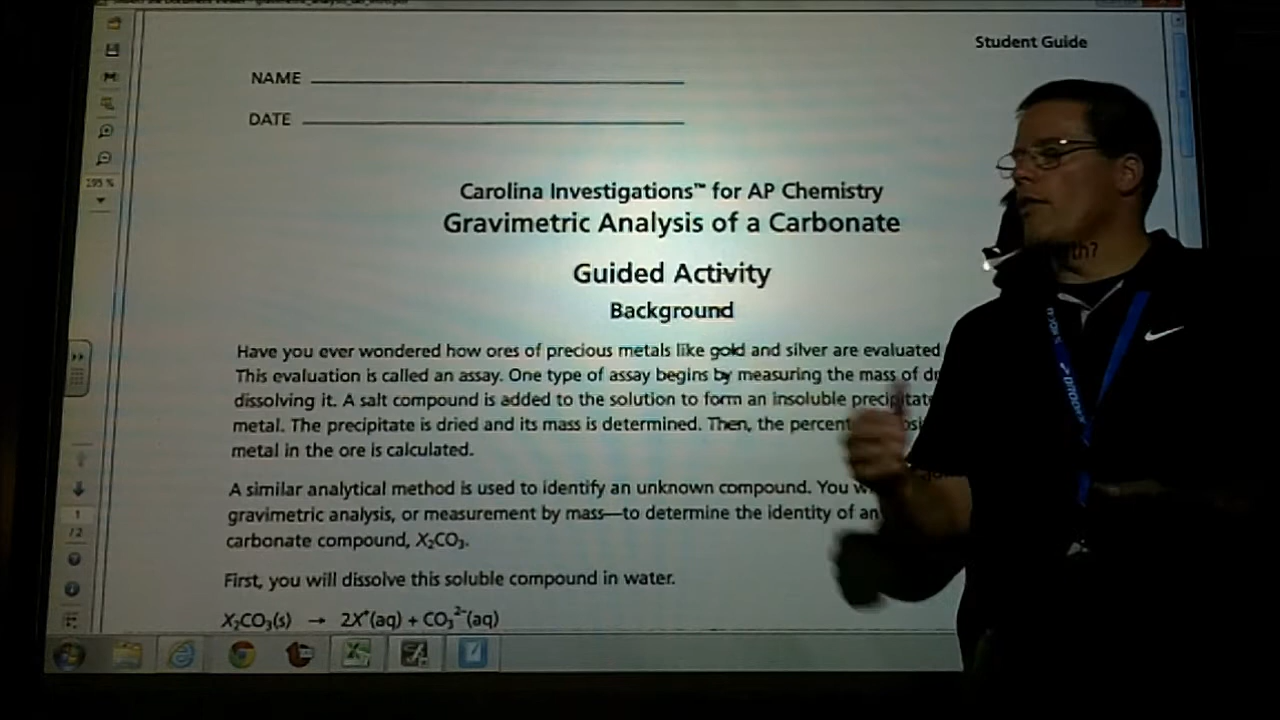 Student Guide
NAME
DATE
Carolina Investigations™ for AP Chemistry
Gravimetric Analysis of a Carbonate
Guided Activity
Background
Have you ever wondered how ores of precious metals like gold and silver are evaluated
This evaluation is called an assay. One type of assay begins by measuring the mass of
dissolving it. A salt compound is added to the solution to form an insoluble precipitate
metal. The precipitate is dried and its mass is determined. Then, the percent
metal in the ore is calculated.
A similar analytical method is used to identify an unknown compound. You
gravimetric analysis, or measurement by mass—to determine the identity of an
carbonate compound, X₂CO₃.
First, you will dissolve this soluble compound in water.
X₂CO₃(s) → 2X⁺(aq) + CO₃²⁻(aq)
195 %
1
/ 2